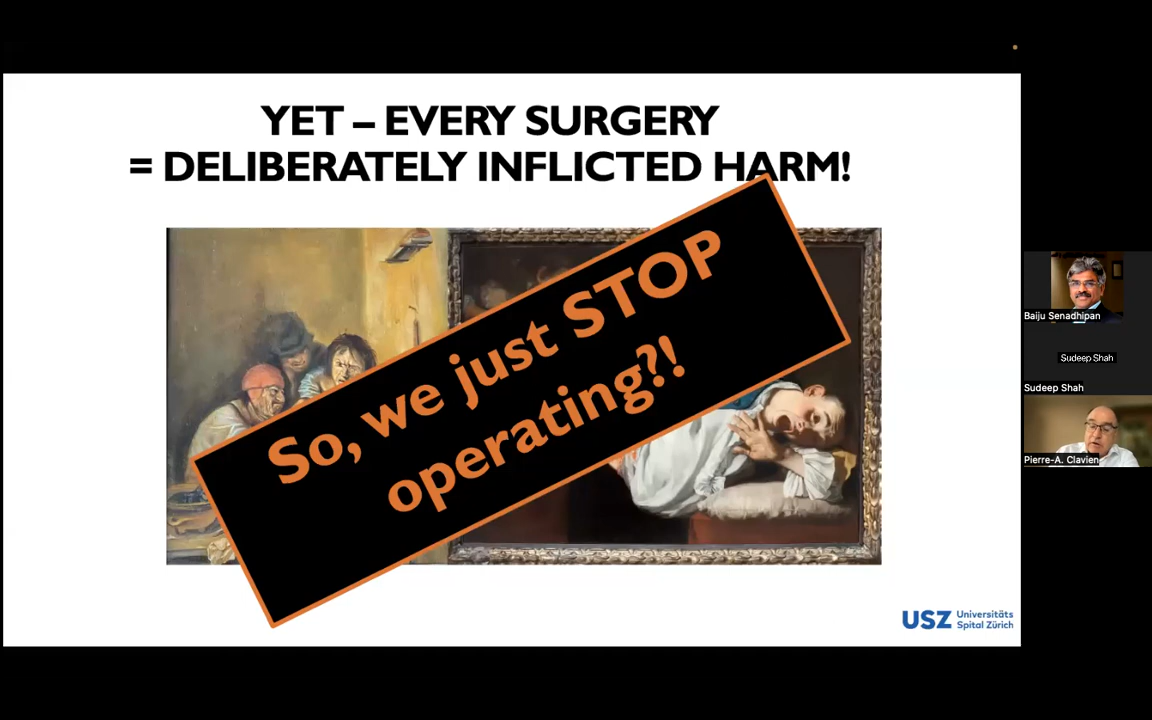 YET – EVERY SURGERY
= DELIBERATELY INFLICTED HARM!
So, we just STOP
operating?!
USZ Universitäts
Spital Zürich
Baiju Senadhipan
Sudeep Shah
Sudeep Shah
Pierre-A. Clavien